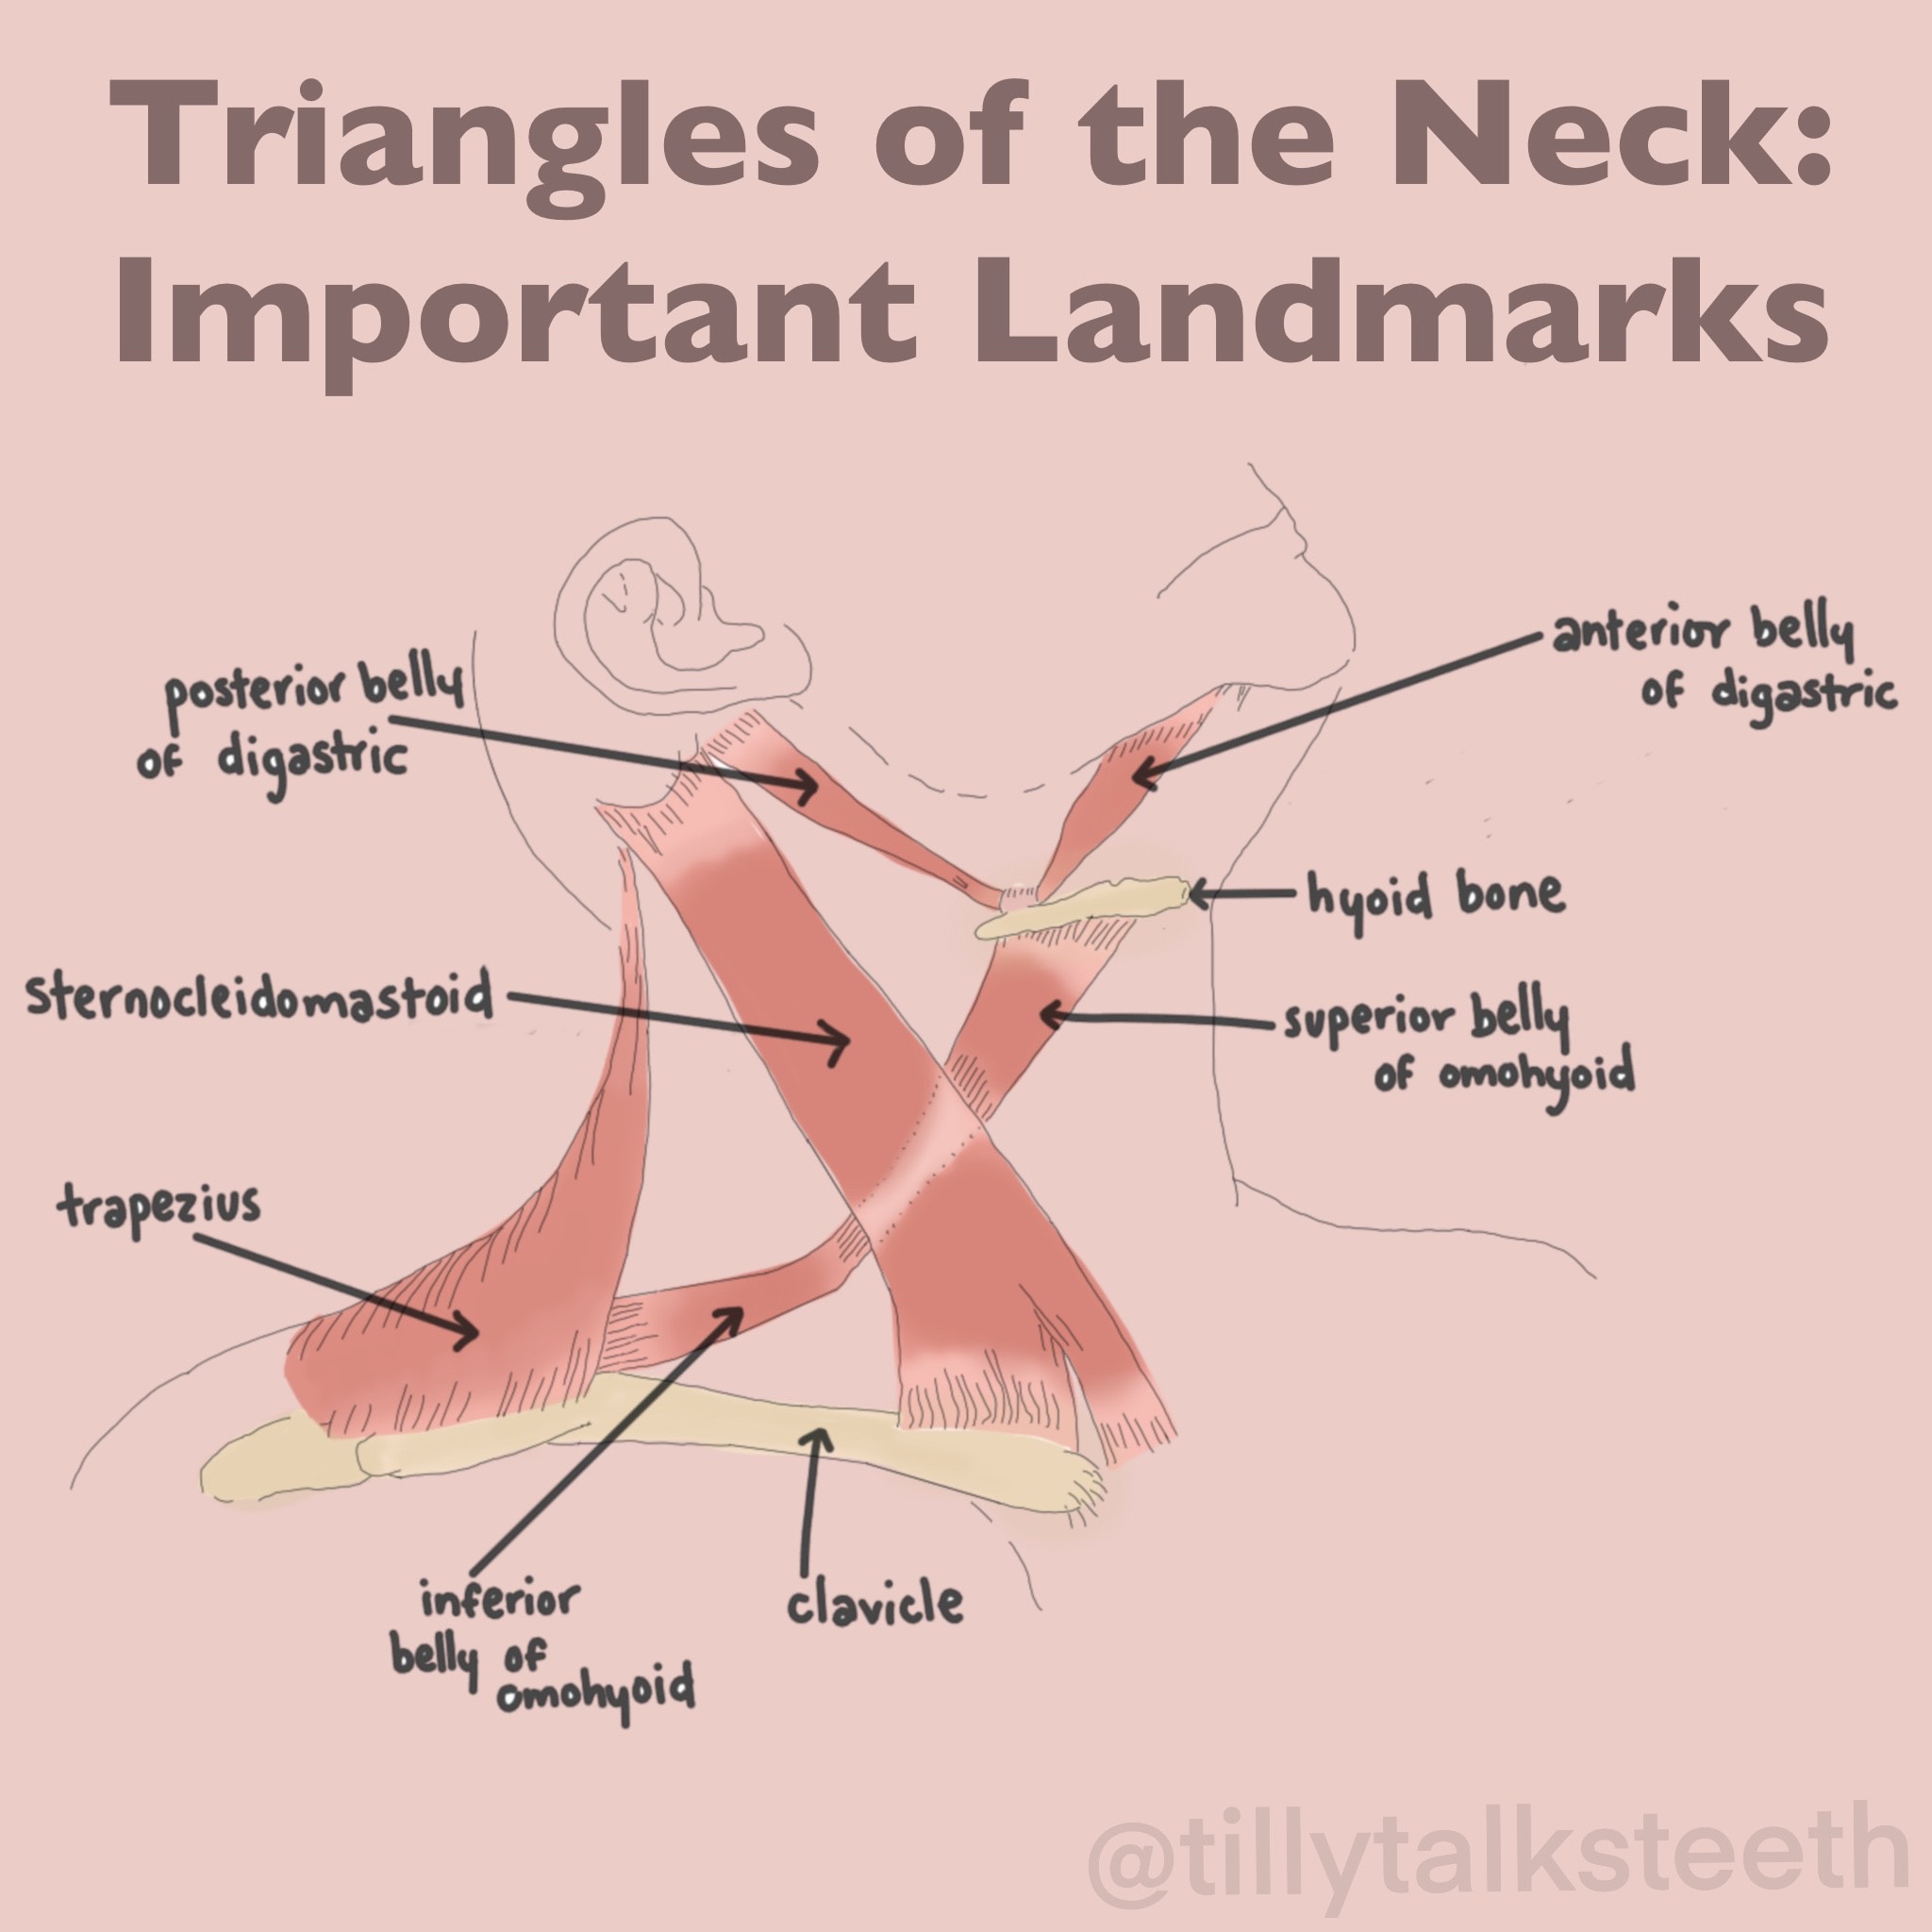 Triangles of the Neck:
Important Landmarks
posterior belly
of digastric
anterior belly
of digastric
hyoid bone
sternocleidomastoid
superior belly
of omohyoid
trapezius
inferior
belly of
omohyoid
clavicle
@tillytalksteeth